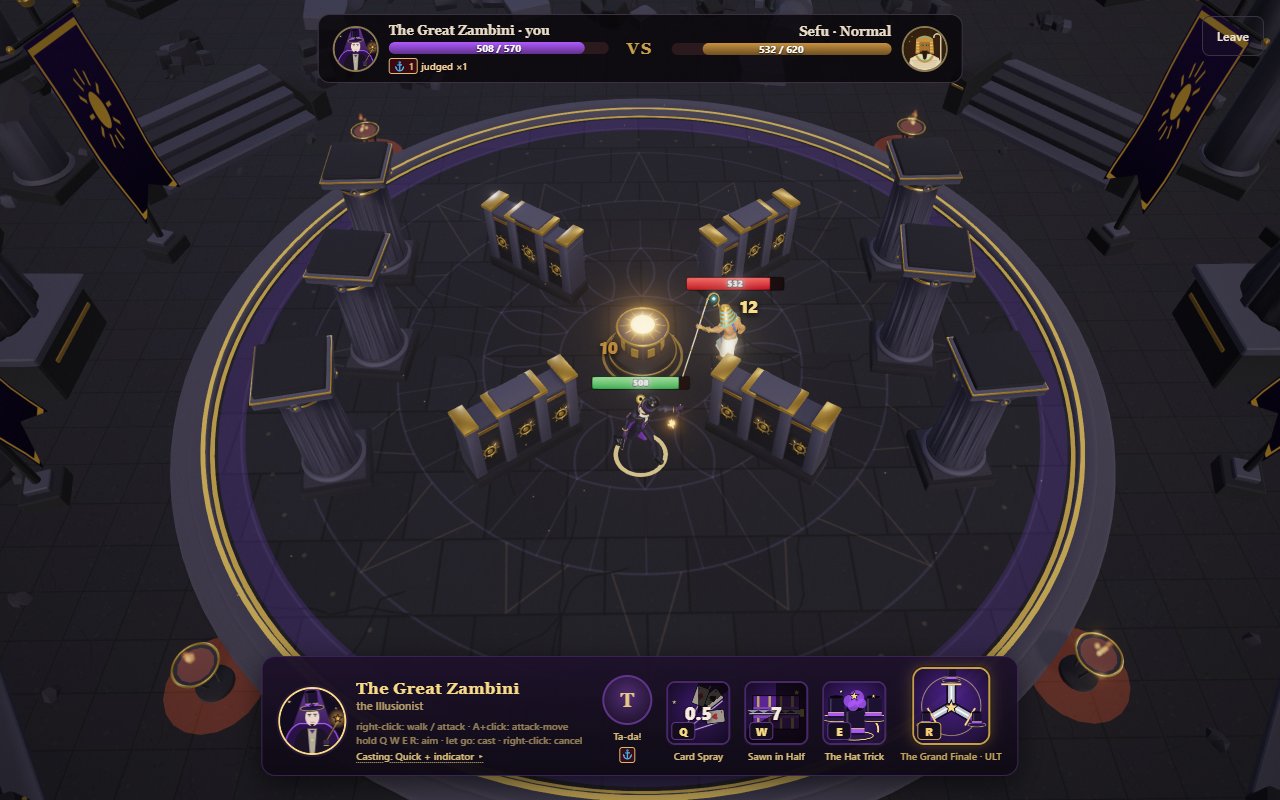 The Great Zambini · you
508 / 570
⚓ 1 judged ×1
VS
Sefu · Normal
532 / 620
Leave
532
12
10
508
The Great Zambini
the Illusionist
right-click: walk / attack · A+click: attack-move
hold Q W E R: aim · let go: cast · right-click: cancel
Casting: Quick + indicator ▸
T
Ta-da!
0.5
Q
Card Spray
7
W
Sawn in Half
E
The Hat Trick
R
The Grand Finale · ULT